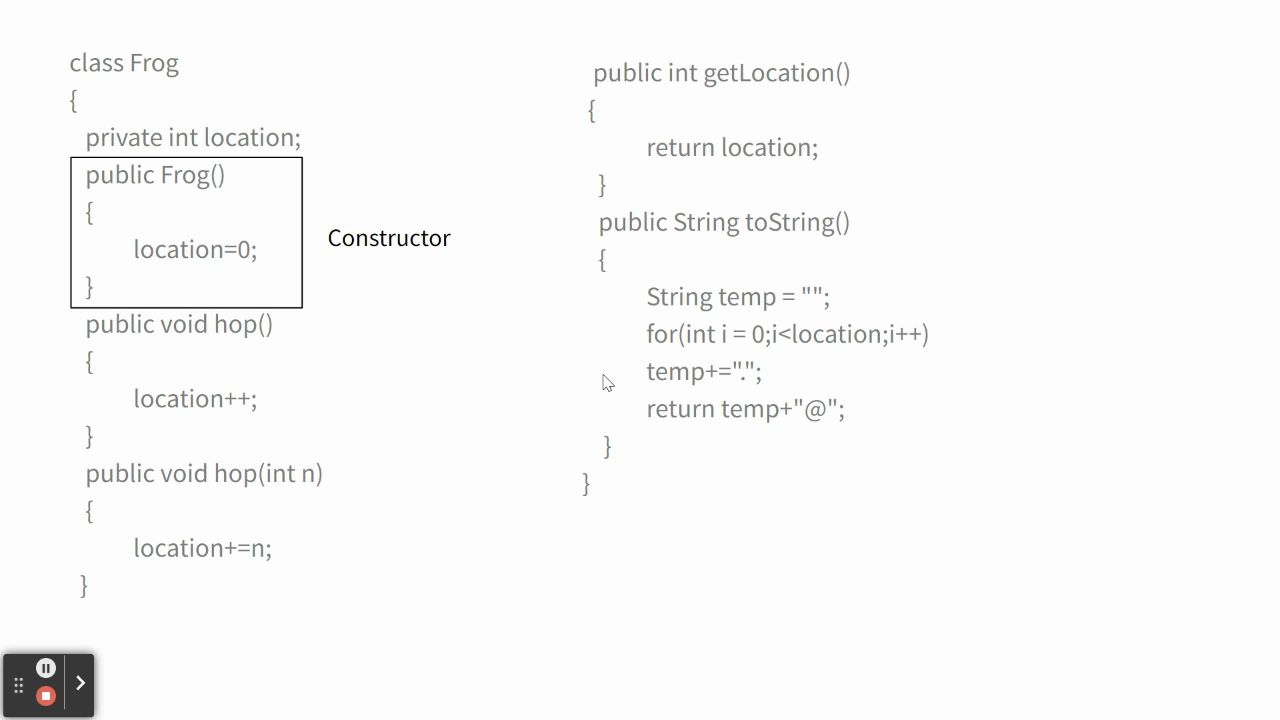 class Frog
{
private int location;
public Frog()
{
location=0;
}
Constructor
public void hop()
{
location++;
}
public void hop(int n)
{
location+=n;
}
public int getLocation()
{
return location;
}
public String toString()
{
String temp = "";
for(int i = 0;i<location;i++)
temp+=".";
return temp+"@";
}
}